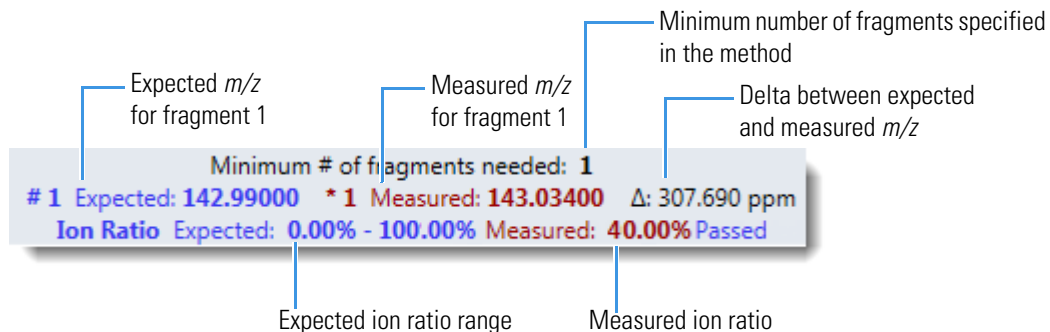 Minimum number of fragments specified
in the method
Expected m/z
for fragment 1
Measured m/z
for fragment 1
Delta between expected
and measured m/z
Minimum # of fragments needed: 1
# 1 Expected: 142.99000 * 1 Measured: 143.03400 Δ: 307.690 ppm
Ion Ratio Expected: 0.00% - 100.00% Measured: 40.00% Passed
Expected ion ratio range
Measured ion ratio